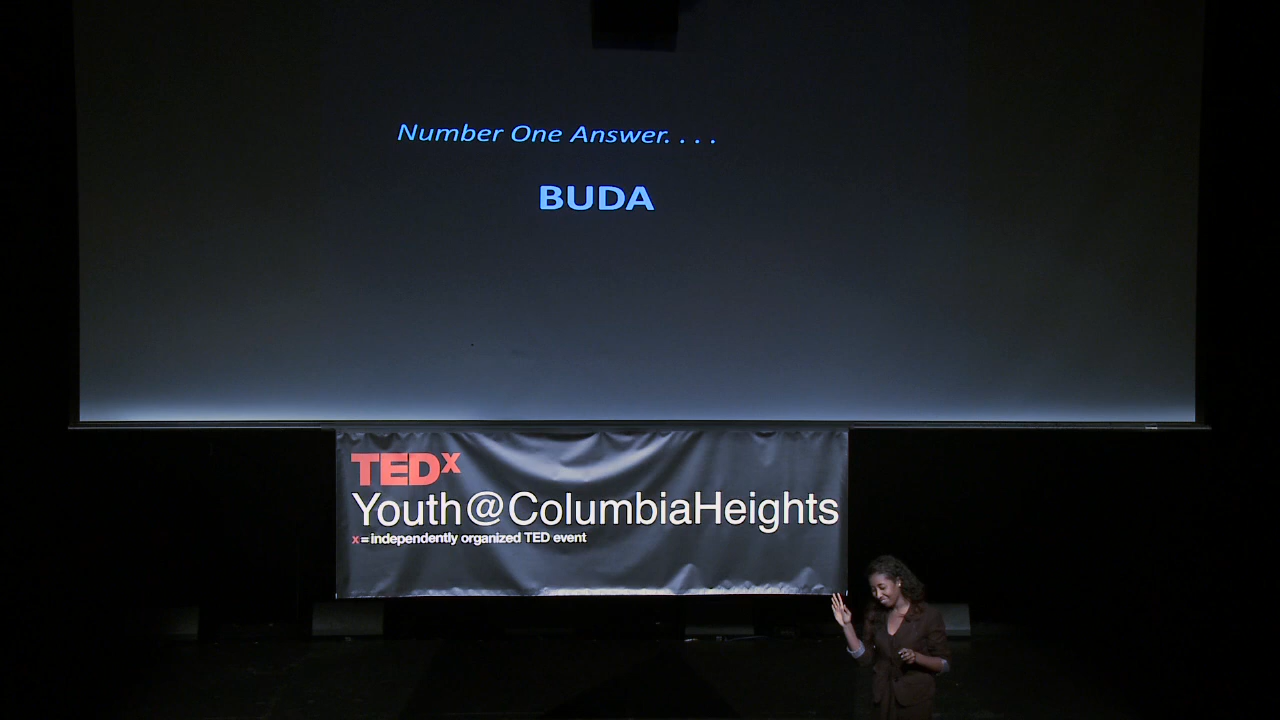 Number One Answer. . . .
BUDA
TEDx
Youth@ColumbiaHeights
x=independently organized TED event